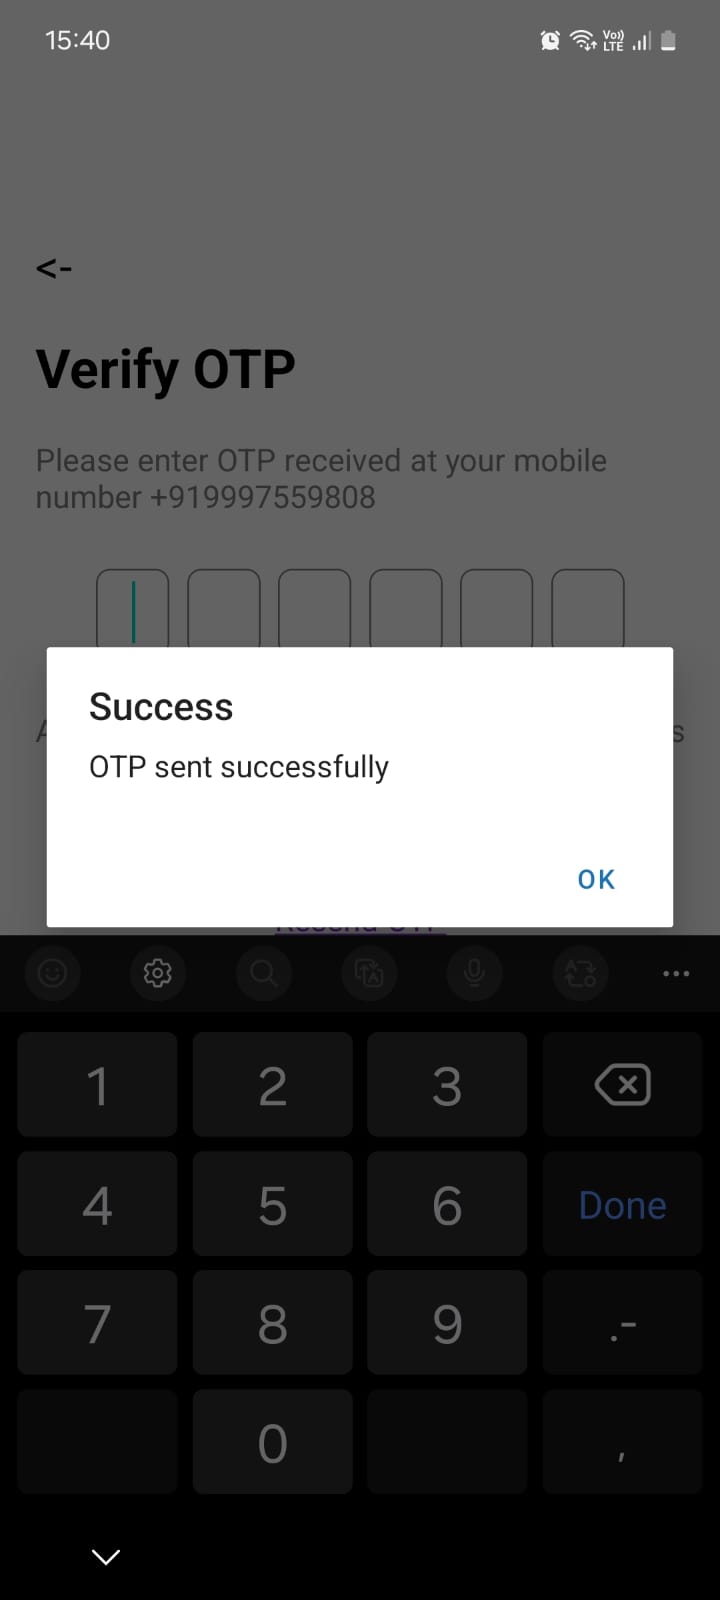 15:40
Vo))
LTE
<-
Verify OTP
Please enter OTP received at your mobile
number +919997559808
Success
OTP sent successfully
OK
1 2 3
4 5 6 Done
7 8 9 .-
0 ,